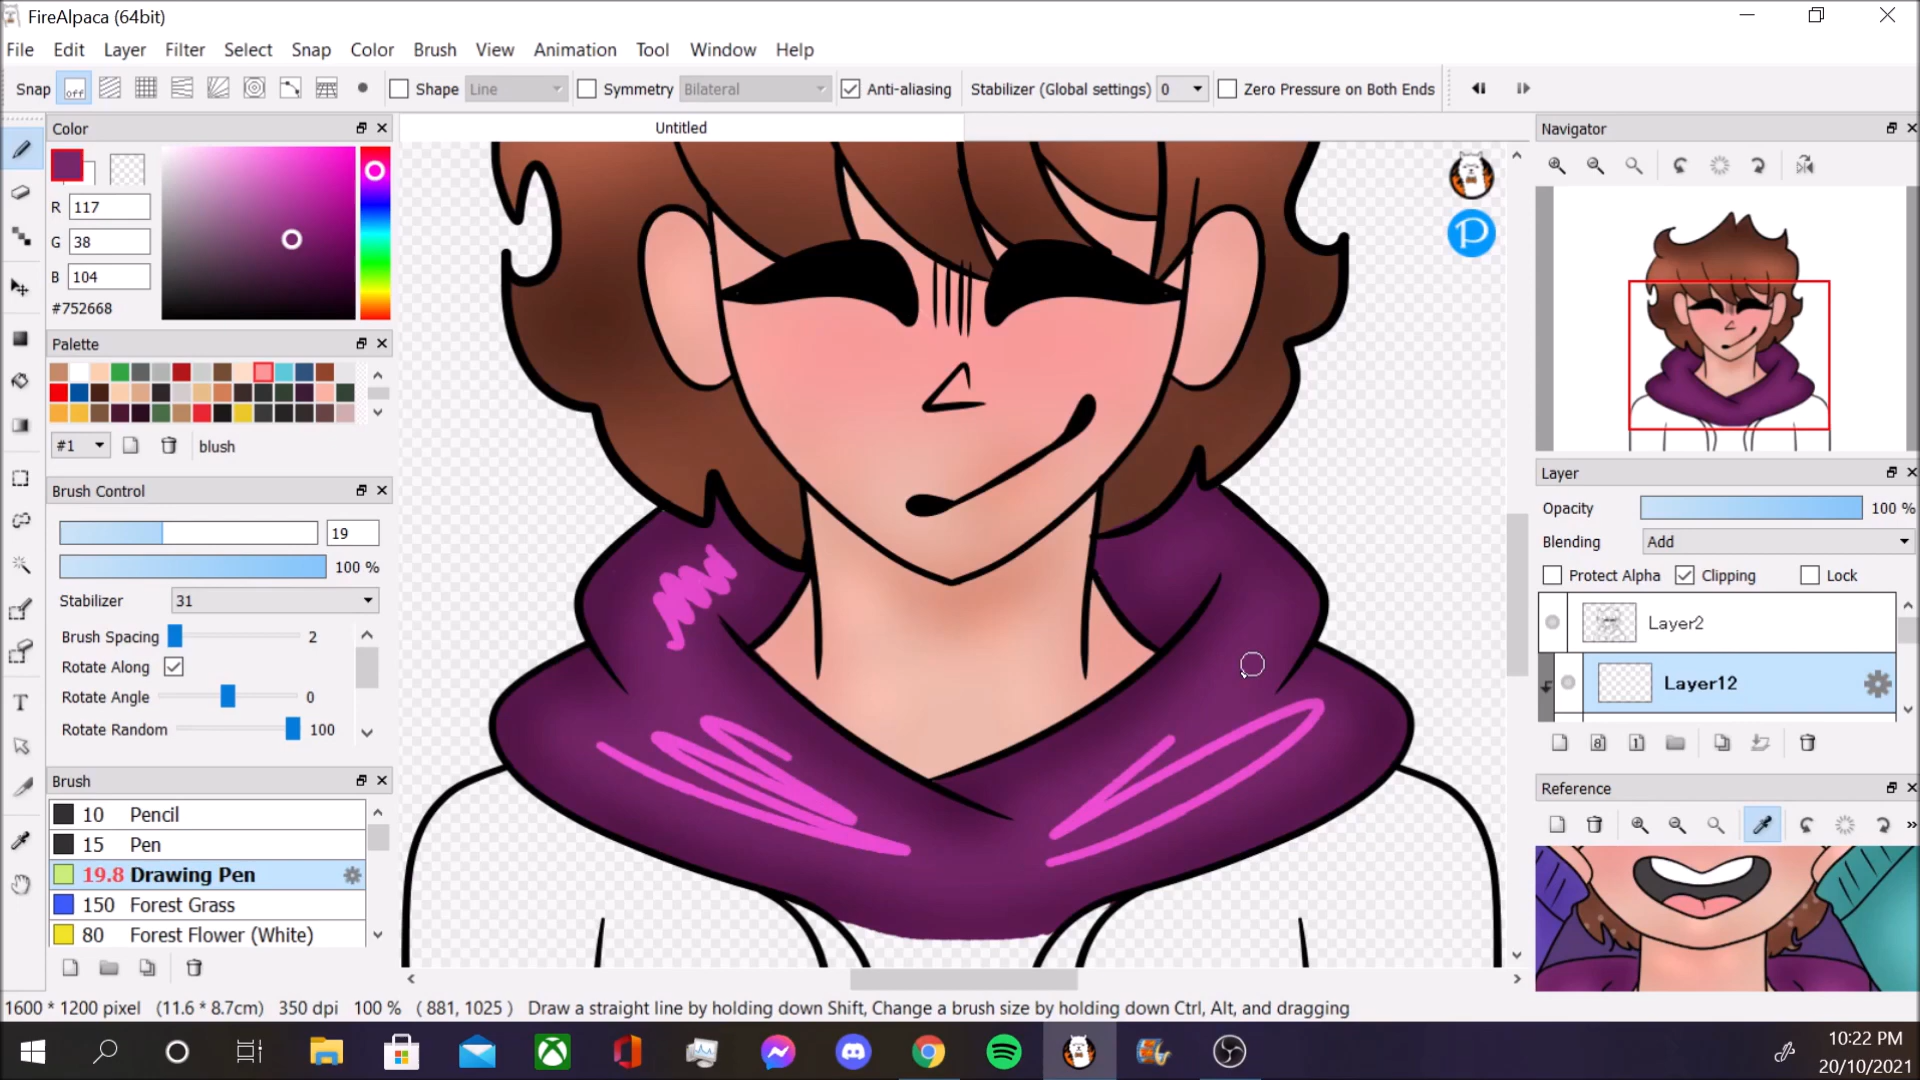 FireAlpaca (64bit)
File Edit Layer Filter Select Snap Color Brush View Animation Tool Window Help
Snap off Shape Line Symmetry Bilateral Anti-aliasing Stabilizer (Global settings) 0 Zero Pressure on Both Ends
Color
Untitled
Navigator
R 117
G 38
B 104
#752668
Palette
#1 blush
Brush Control
19
100 %
Stabilizer 31
Brush Spacing 2
Rotate Along
Rotate Angle 0
Rotate Random 100
Brush
10 Pencil
15 Pen
19.8 Drawing Pen
150 Forest Grass
80 Forest Flower (White)
P
Layer
Opacity 100 %
Blending Add
Protect Alpha Clipping Lock
Layer2
Layer12
8 1
Reference
1600 * 1200 pixel (11.6 * 8.7cm) 350 dpi 100 % ( 881, 1025 ) Draw a straight line by holding down Shift, Change a brush size by holding down Ctrl, Alt, and dragging
10:22 PM
20/10/2021